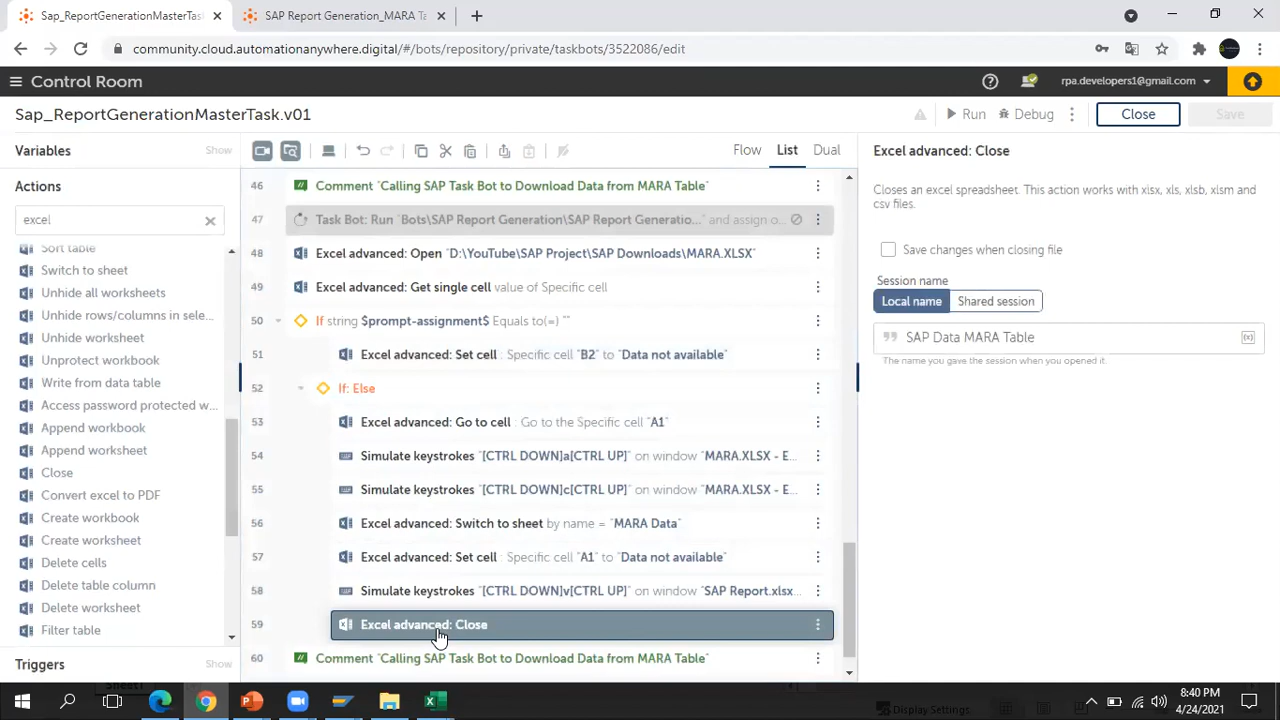 Sap_ReportGenerationMasterTas
SAP Report Generation_MARA Ta
community.cloud.automationanywhere.digital/#/bots/repository/private/taskbots/3522086/edit
Control Room
rpa.developers1@gmail.com
Sap_ReportGenerationMasterTask.v01
Run
Debug
Close
Save
Variables
Show
Flow
List
Dual
Excel advanced: Close
Actions
Closes an excel spreadsheet. This action works with xlsx, xls, xlsb, xlsm and
csv files.
excel
Save changes when closing file
Session name
Local name
Shared session
SAP Data MARA Table
The name you gave the session when you opened it.
Sort table
Switch to sheet
Unhide all worksheets
Unhide rows/columns in sele...
Unhide worksheet
Unprotect workbook
Write from data table
Access password protected w...
Append workbook
Append worksheet
Close
Convert excel to PDF
Create workbook
Create worksheet
Delete cells
Delete table column
Delete worksheet
Filter table
Triggers
Show
46 Comment "Calling SAP Task Bot to Download Data from MARA Table"
47 Task Bot: Run "Bots\SAP Report Generation\SAP Report Generatio..." and assign o...
48 Excel advanced: Open "D:\YouTube\SAP Project\SAP Downloads\MARA.XLSX"
49 Excel advanced: Get single cell value of Specific cell
50 If string $prompt-assignment$ Equals to(=) ""
51 Excel advanced: Set cell : Specific cell "B2" to "Data not available"
52 If: Else
53 Excel advanced: Go to cell : Go to the Specific cell "A1"
54 Simulate keystrokes "[CTRL DOWN]a[CTRL UP]" on window "MARA.XLSX - E...
55 Simulate keystrokes "[CTRL DOWN]c[CTRL UP]" on window "MARA.XLSX - E...
56 Excel advanced: Switch to sheet by name = "MARA Data"
57 Excel advanced: Set cell : Specific cell "A1" to "Data not available"
58 Simulate keystrokes "[CTRL DOWN]v[CTRL UP]" on window "SAP Report.xlsx...
59 Excel advanced: Close
60 Comment "Calling SAP Task Bot to Download Data from MARA Table"
Sheet1
Display Settings
8:40 PM
4/24/2021